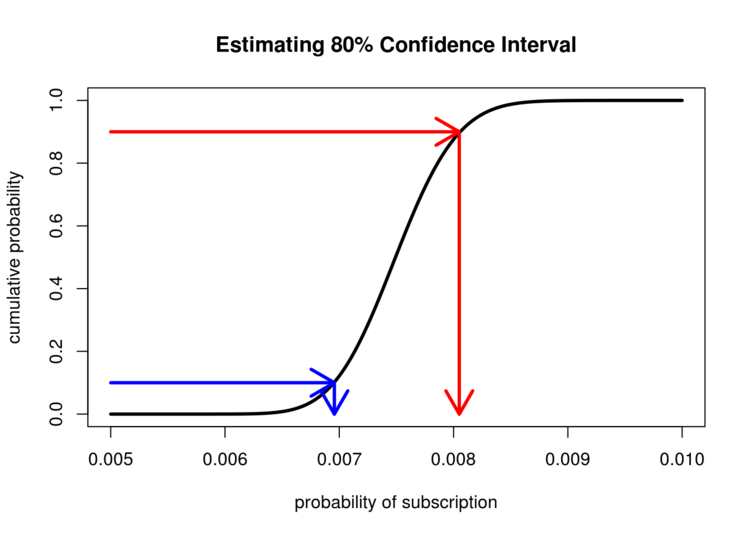 Estimating 80% Confidence Interval
cumulative probability
1.0
0.8
0.6
0.4
0.2
0.0
0.005 0.006 0.007 0.008 0.009 0.010
probability of subscription